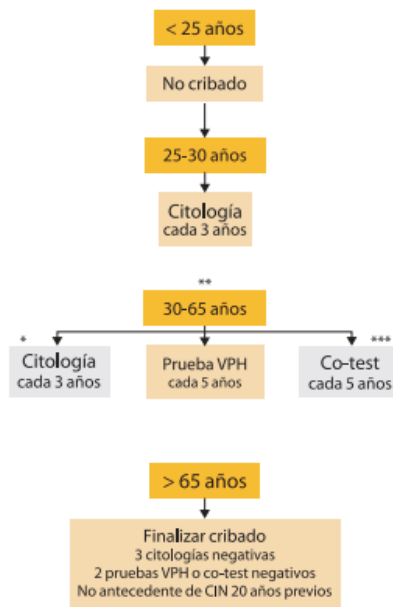 < 25 años
No cribado
25-30 años
Citología
cada 3 años
**
30-65 años
*
Citología
cada 3 años
Prueba VPH
cada 5 años
***
Co-test
cada 5 años
> 65 años
Finalizar cribado
3 citologías negativas
2 pruebas VPH o co-test negativos
No antecedente de CIN 20 años previos